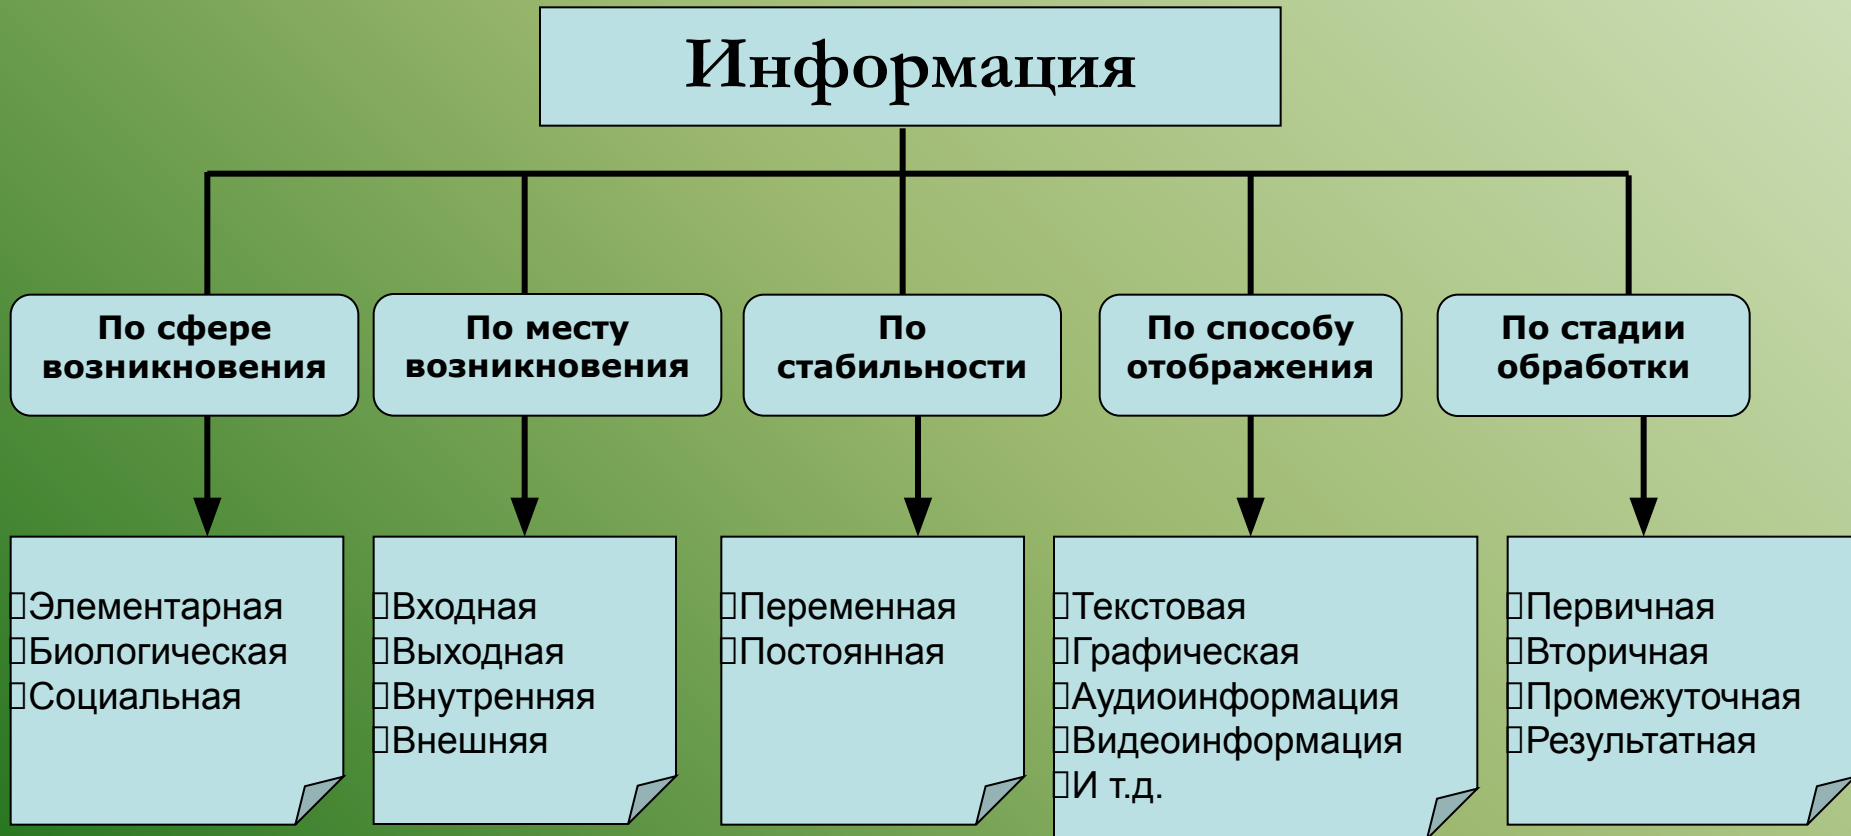 Информация
По сфере
возникновения
По месту
возникновения
По
стабильности
По способу
отображения
По стадии
обработки
Элементарная
Биологическая
Социальная
Входная
Выходная
Внутренняя
Внешняя
Переменная
Постоянная
Текстовая
Графическая
Аудиоинформация
Видеоинформация
И т.д.
Первичная
Вторичная
Промежуточная
Результатная